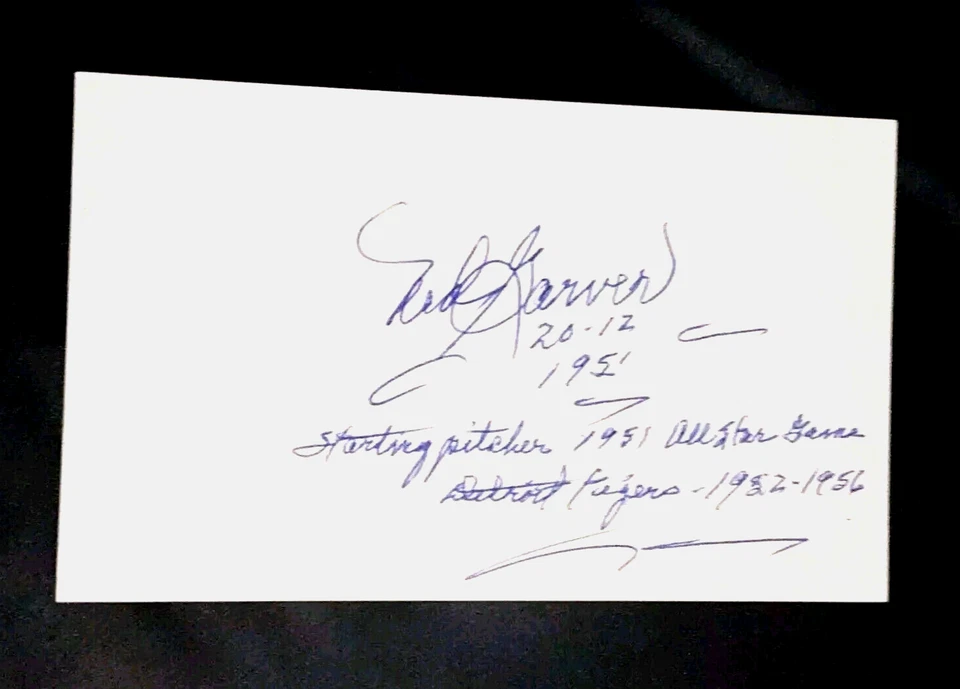 Ned Garver
20-12
1951
Starting pitcher 1951 All Star Game
Detroit Tigers - 1952-1956